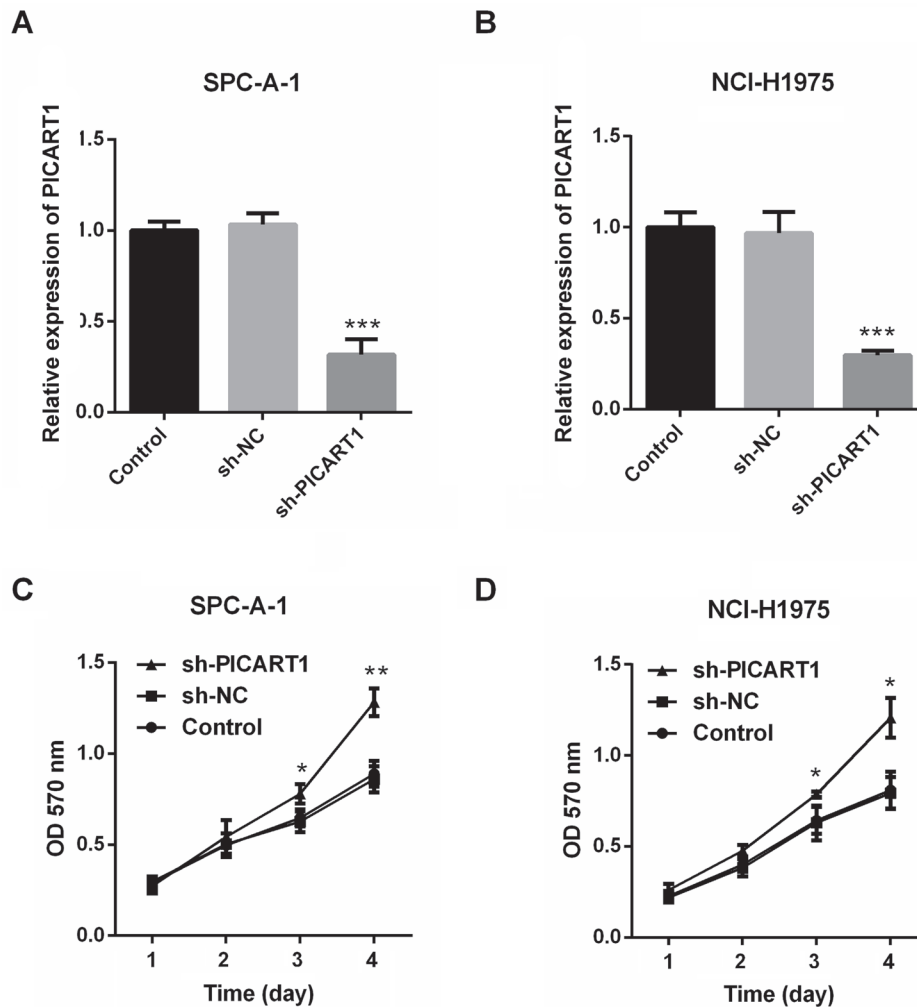 A
SPC-A-1
Relative expression of PICART1
1.5
1.0
0.5
0.0
***
Control
sh-NC
sh-PICART1
B
NCI-H1975
Relative expression of PICART1
1.5
1.0
0.5
0.0
***
Control
sh-NC
sh-PICART1
C
SPC-A-1
OD 570 nm
1.5
1.0
0.5
0.0
sh-PICART1
sh-NC
Control
*
**
1 2 3 4
Time (day)
D
NCI-H1975
OD 570 nm
1.5
1.0
0.5
0.0
sh-PICART1
sh-NC
Control
*
*
1 2 3 4
Time (day)